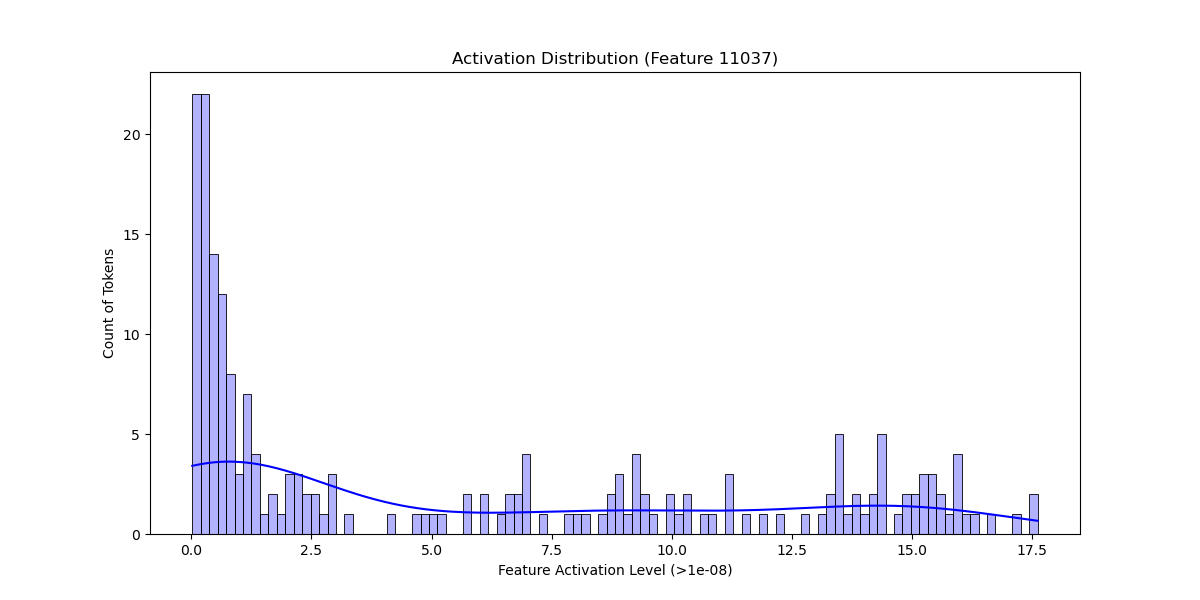 Activation Distribution (Feature 11037)
Count of Tokens
20
15
10
5
0
0.0 2.5 5.0 7.5 10.0 12.5 15.0 17.5
Feature Activation Level (>1e-08)